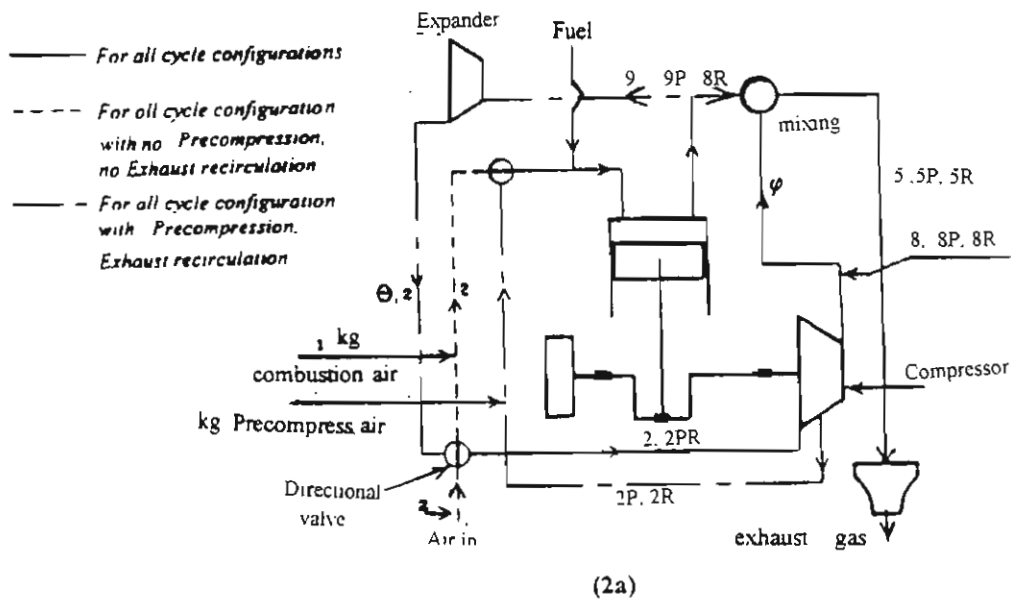 Expander
Fuel
For all cycle configurations
For all cycle configuration
with no Precompression,
no Exhaust recirculation
For all cycle configuration
with Precompression.
Exhaust recirculation
9 9P 8R
mixing
5 ,5P, 5R
φ
8, 8P, 8R
Θ, 2
2
1 kg
combustion air
kg Precompress air
Compressor
2, 2PR
2P, 2R
Directional
valve
2
Air in
exhaust gas
(2a)